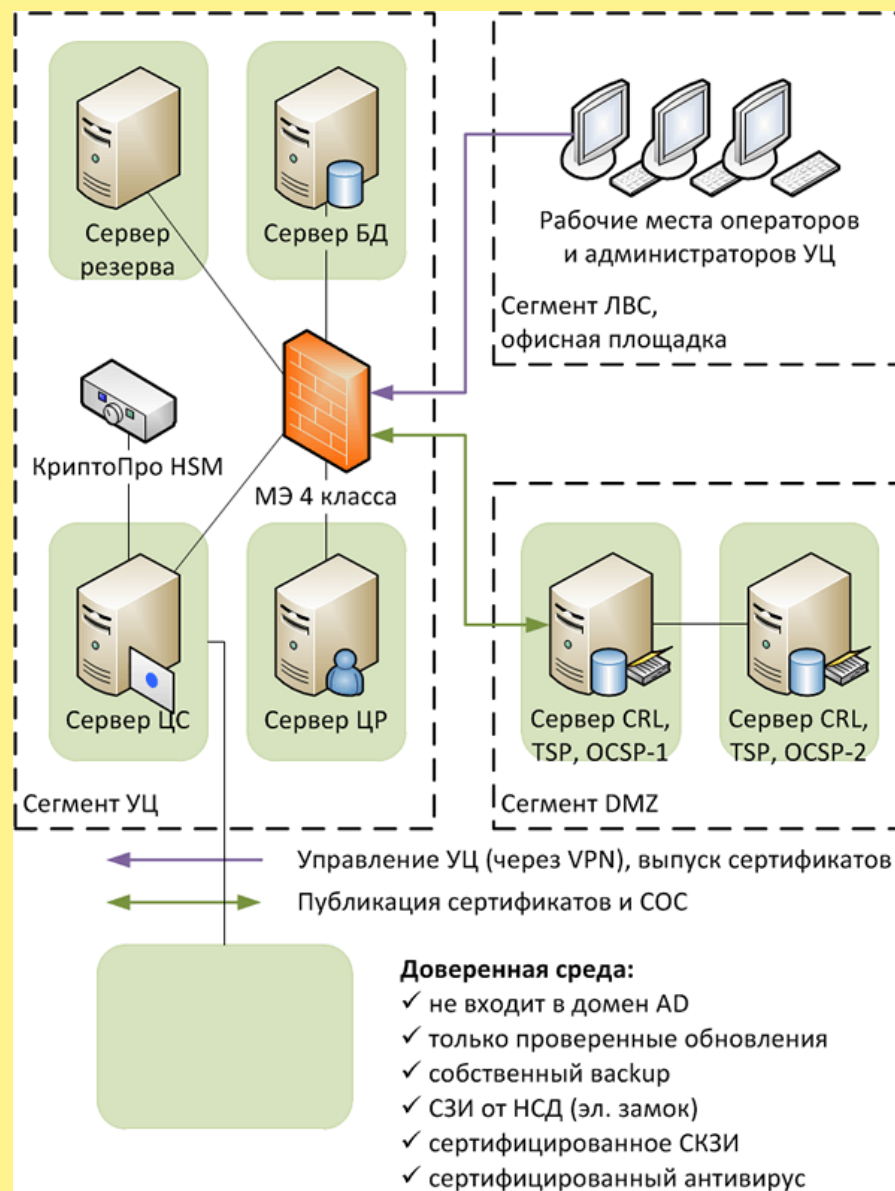 Сервер
резерва
Сервер БД
Рабочие места операторов
и администраторов УЦ
Сегмент ЛВС,
офисная площадка
КриптоПро HSM
МЭ 4 класса
Сервер ЦС
Сервер ЦР
Сегмент УЦ
Сервер CRL,
TSP, OCSP-1
Сервер CRL,
TSP, OCSP-2
Сегмент DMZ
Управление УЦ (через VPN), выпуск сертификатов
Публикация сертификатов и СОС
Доверенная среда:
✓ не входит в домен AD
✓ только проверенные обновления
✓ собственный backup
✓ СЗИ от НСД (эл. замок)
✓ сертифицированное СКЗИ
✓ сертифицированный антивирус